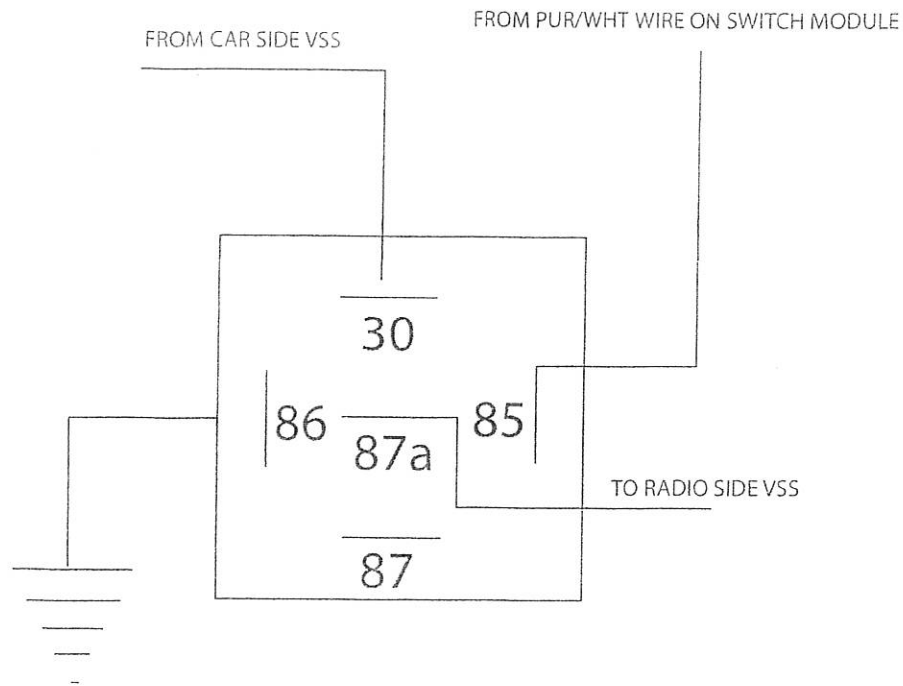 FROM PUR/WHT WIRE ON SWITCH MODULE
FROM CAR SIDE VSS
30
86
87a
85
TO RADIO SIDE VSS
87